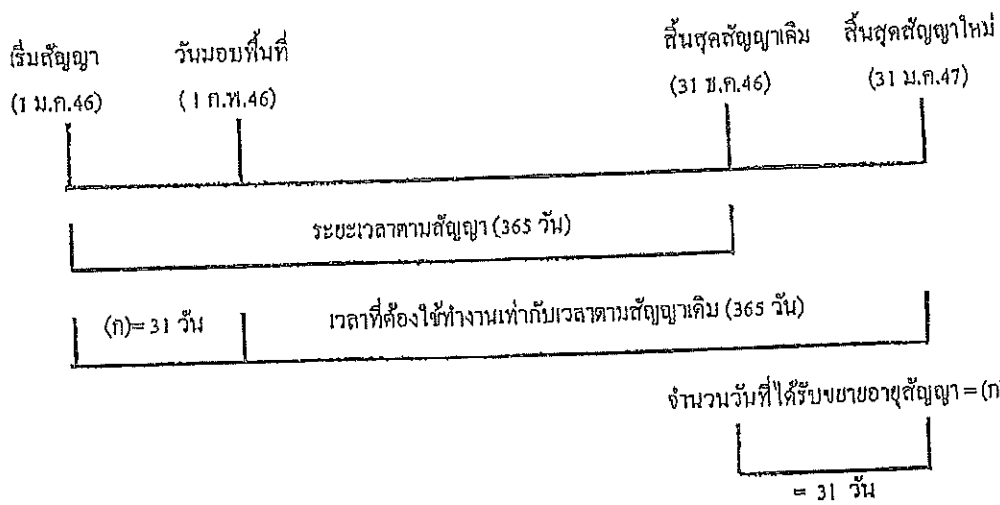 เริ่มสัญญา วันมอบพื้นที่ สิ้นสุดสัญญาเดิม สิ้นสุดสัญญาใหม่
(1 ม.ค.46) (1 ก.พ.46) (31 ธ.ค.46) (31 ม.ค.47)
ระยะเวลาตามสัญญา (365 วัน)
(ก)= 31 วัน เวลาที่ต้องใช้ทำงานเท่ากับเวลาตามสัญญาเดิม (365 วัน)
จำนวนวันที่ได้รับขยายอายุสัญญา = (ก
= 31 วัน